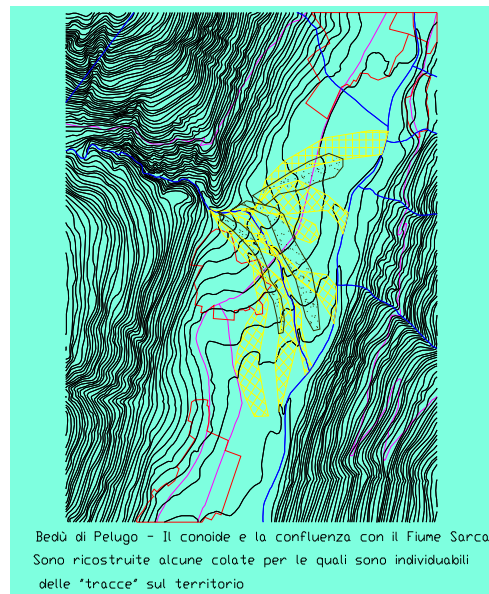 Bedù di Pelugo - Il conoide e la confluenza con il Fiume Sarca
Sono ricostruite alcune colate per le quali sono individuabili
delle "tracce" sul territorio